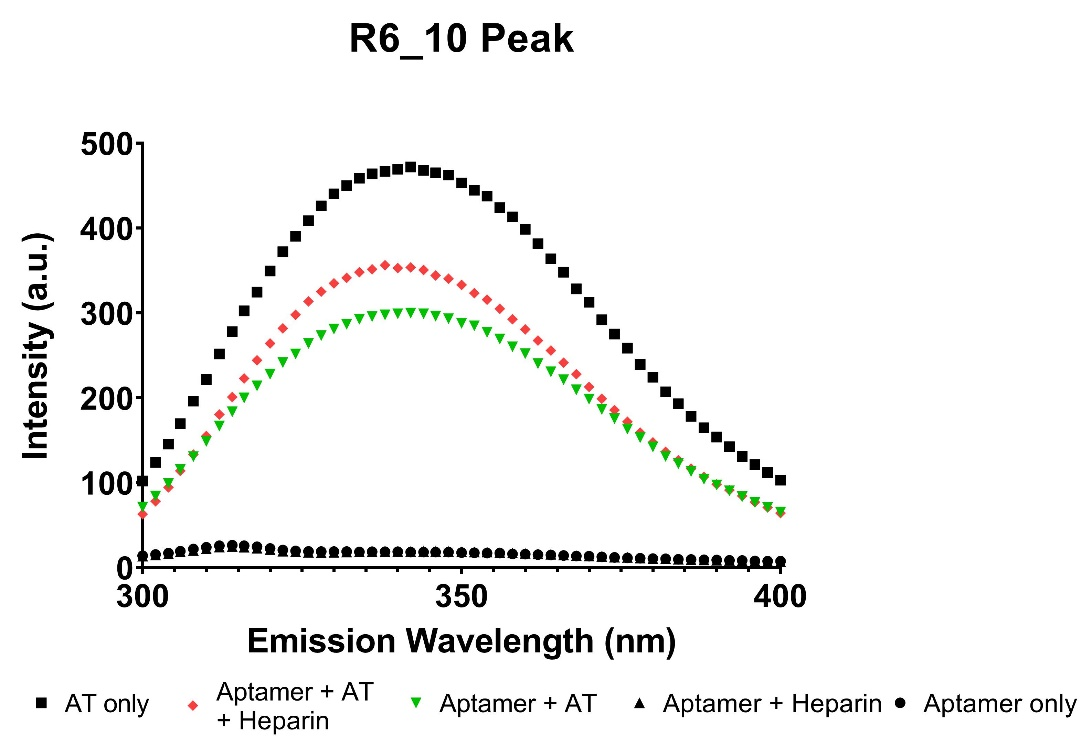 R6_10 Peak
500
400
300
200
100
0
Intensity (a.u.)
300 350 400
Emission Wavelength (nm)
AT only
Aptamer + AT
+ Heparin
Aptamer + AT
Aptamer + Heparin
Aptamer only